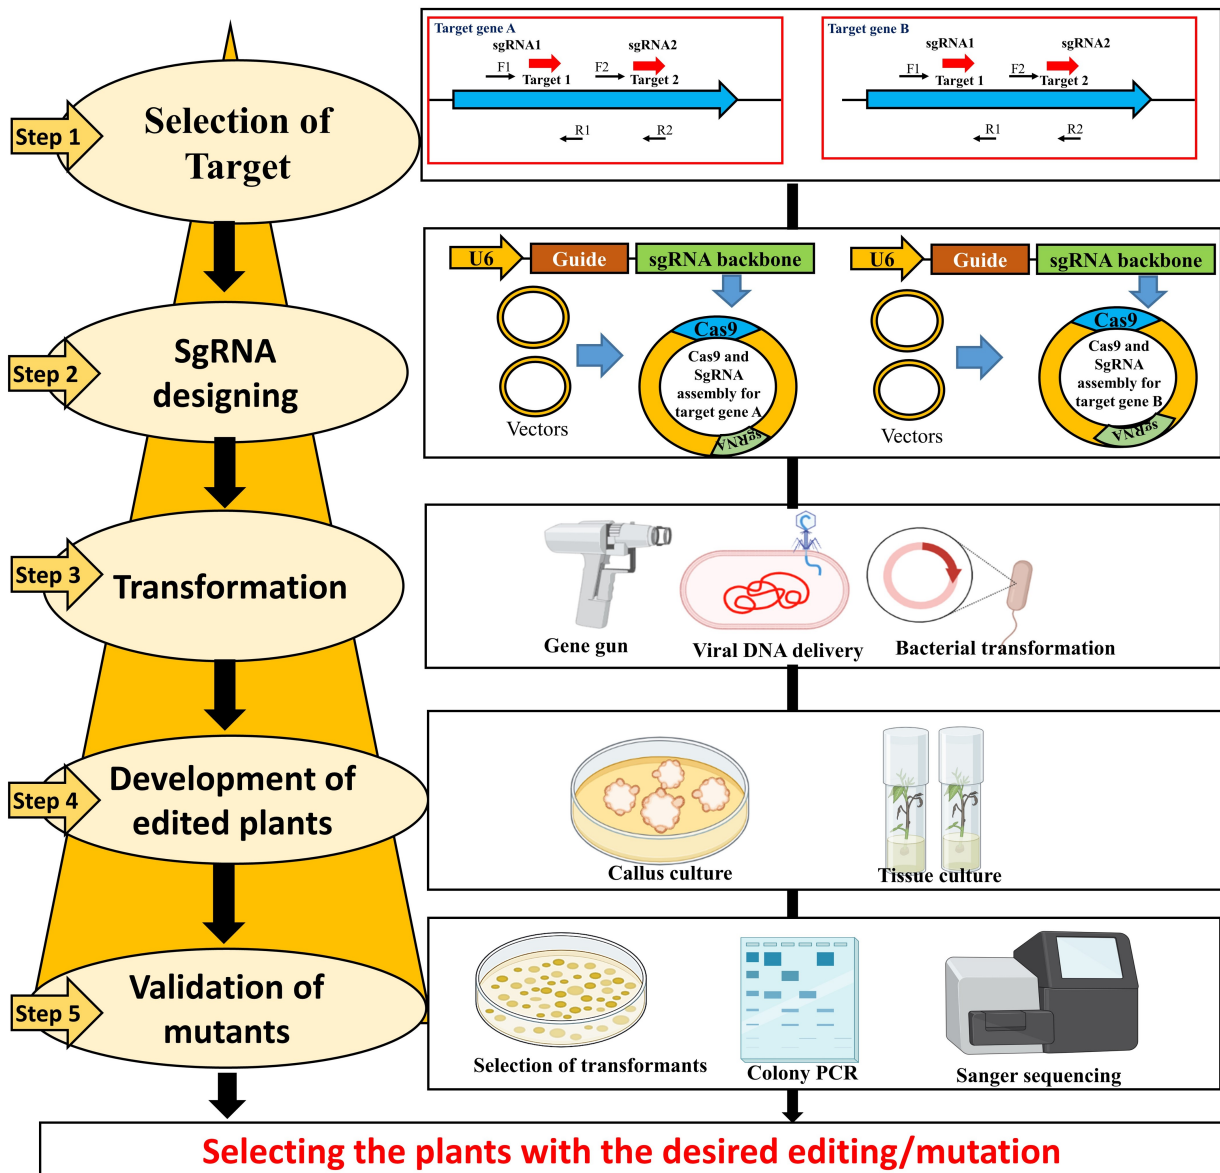 Step 1
Selection of
Target
Target gene A
sgRNA1
sgRNA2
F1
F2
Target 1
Target 2
R1
R2
Target gene B
sgRNA1
sgRNA2
F1
F2
Target 1
Target 2
R1
R2
Step 2
SgRNA
designing
U6
Guide
sgRNA backbone
Vectors
Cas9
Cas9 and
SgRNA
assembly for
target gene A
sgRNA
U6
Guide
sgRNA backbone
Vectors
Cas9
Cas9 and
SgRNA
assembly for
target gene B
sgRNA
Step 3
Transformation
Gene gun
Viral DNA delivery
Bacterial transformation
Step 4
Development of
edited plants
Callus culture
Tissue culture
Step 5
Validation of
mutants
Selection of transformants
Colony PCR
Sanger sequencing
Selecting the plants with the desired editing/mutation